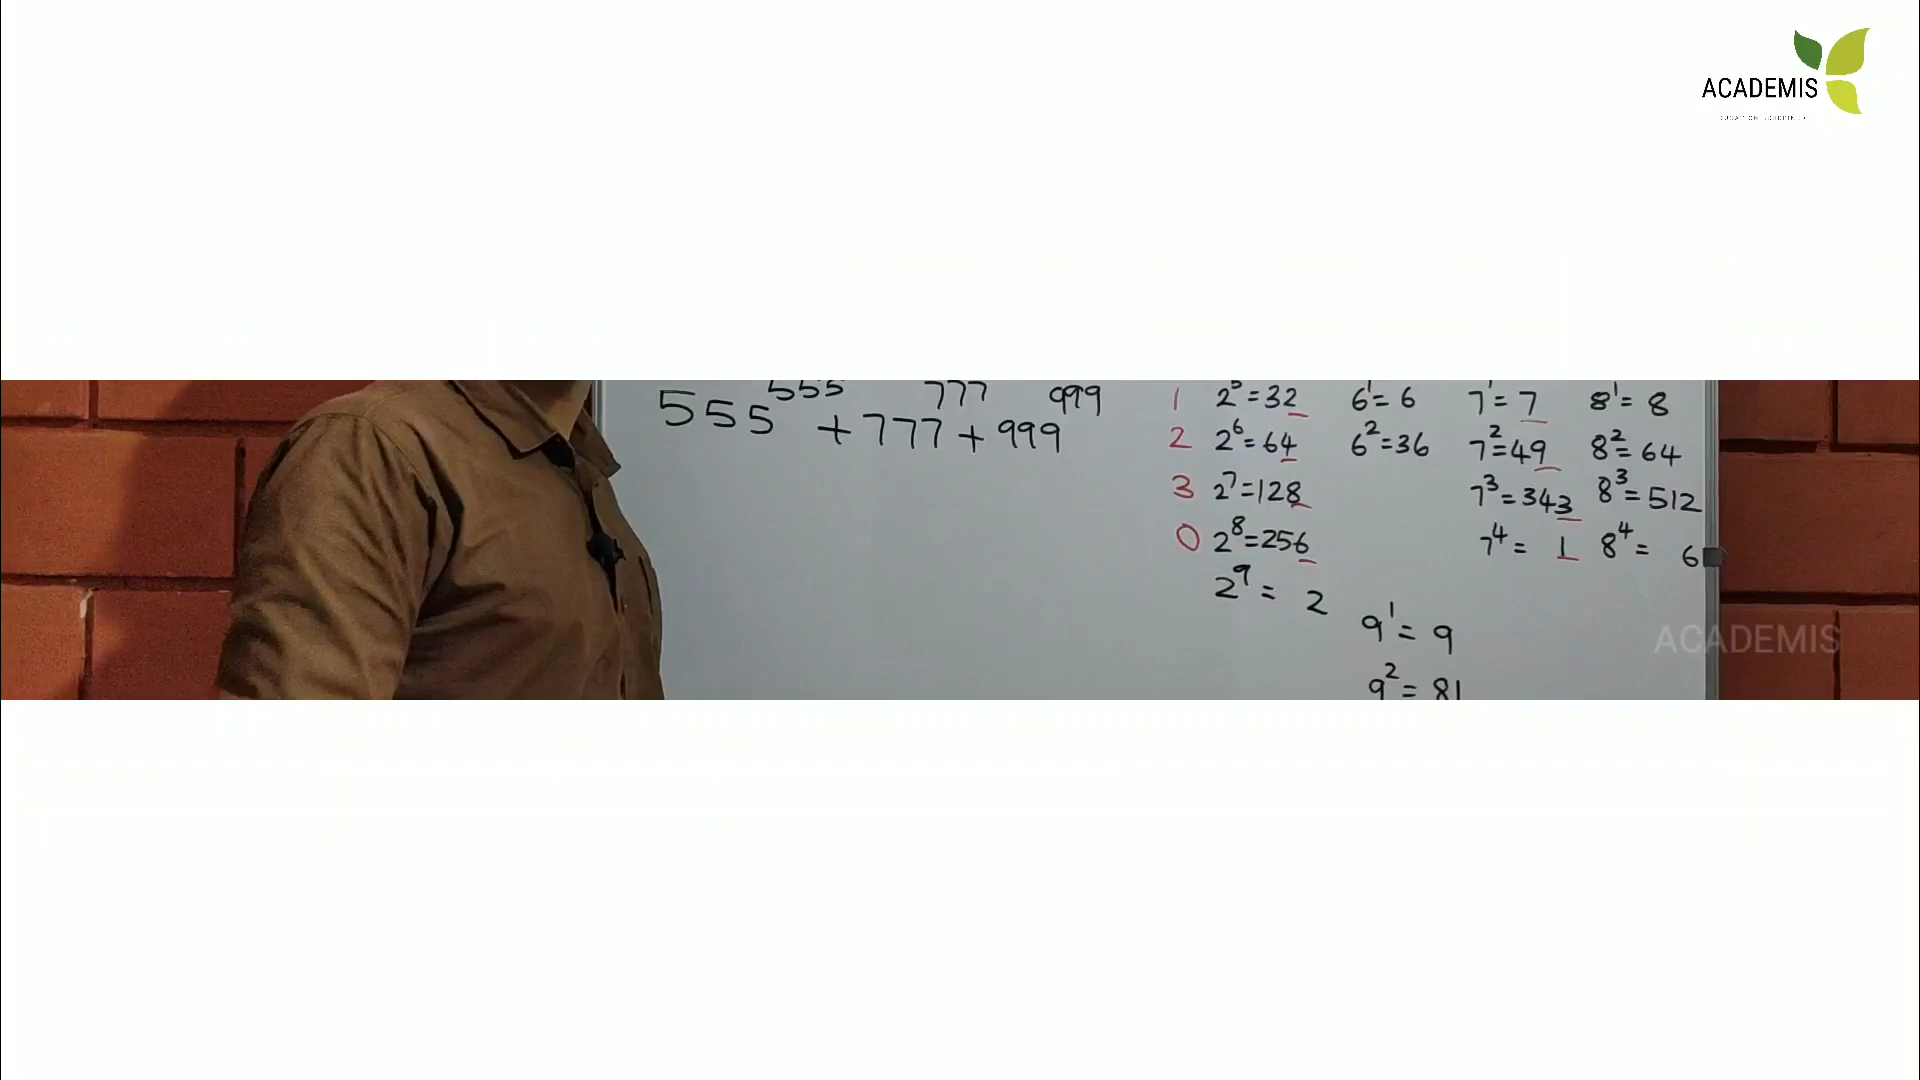 ACADEMIS
555^555 + 777^777 + 999^999
1 2^5 = 32 6^1 = 6 7^1 = 7 8^1 = 8
2 2^6 = 64 6^2 = 36 7^2 = 49 8^2 = 64
3 2^7 = 128 7^3 = 343 8^3 = 512
0 2^8 = 256 7^4 = 1 8^4 = 6
2^9 = 2
9^1 = 9
ACADEMIS
9^2 = 81